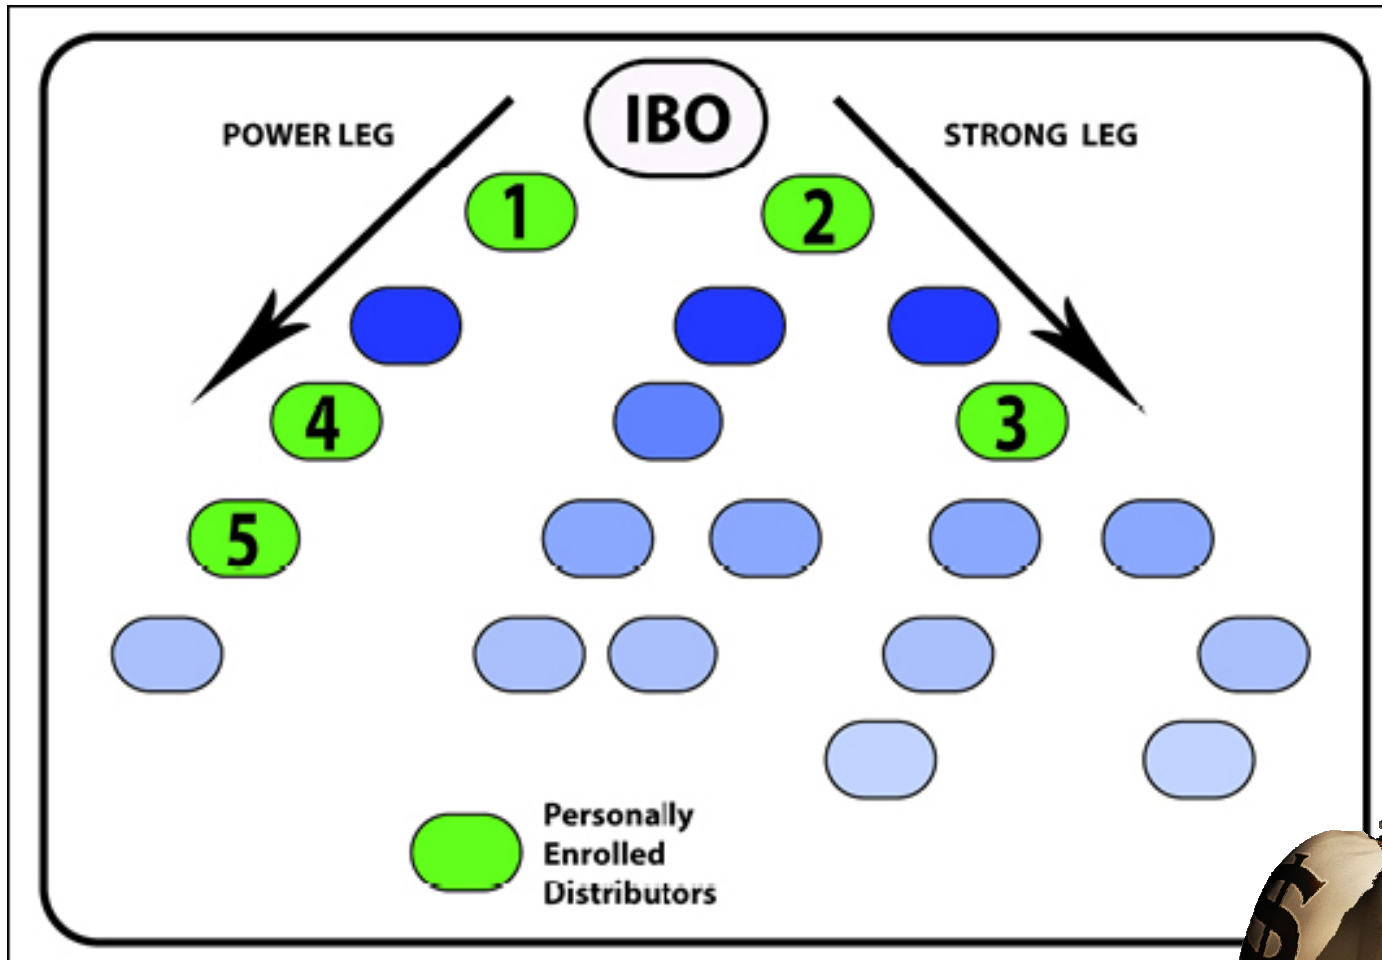 IBO
POWER LEG
STRONG LEG
1
2
4
3
5
Personally
Enrolled
Distributors
$